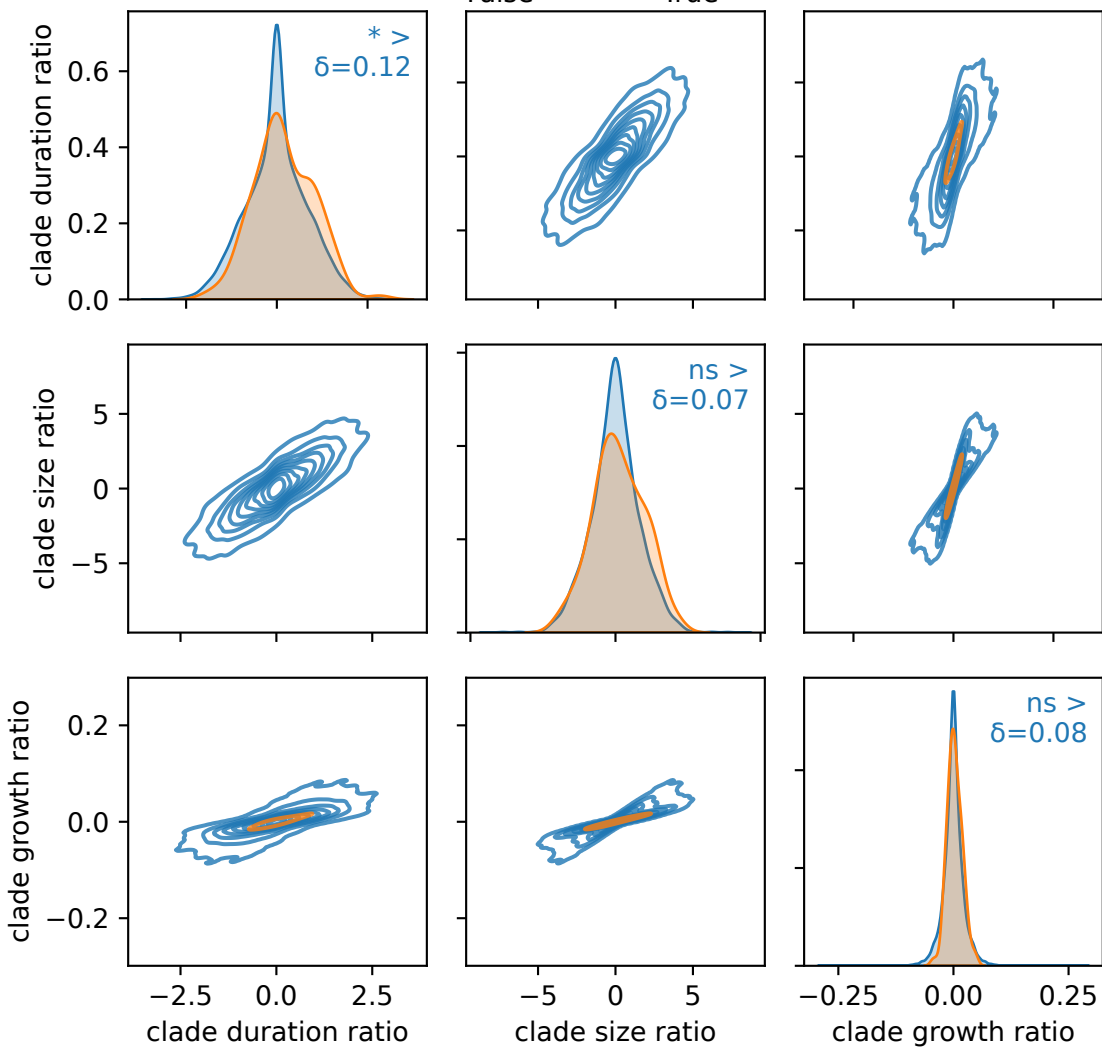 clade duration ratio
0.6
0.4
0.2
0.0
* >
δ=0.12
clade size ratio
5
0
−5
ns >
δ=0.07
clade growth ratio
0.2
0.0
−0.2
ns >
δ=0.08
−2.5 0.0 2.5
−5 0 5
−0.25 0.00 0.25
clade duration ratio
clade size ratio
clade growth ratio